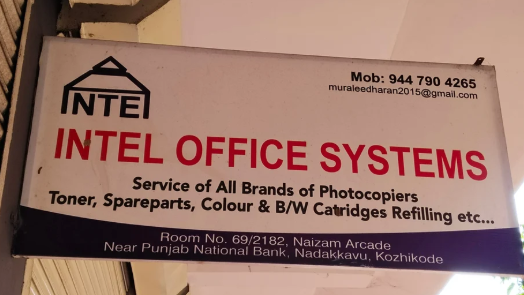 Mob: 944 790 4265
muraleedharan2015@gmail.com
INTEL
INTEL OFFICE SYSTEMS
Service of All Brands of Photocopiers
Toner, Spareparts, Colour & B/W Catridges Refilling etc...
Room No. 69/2182, Naizam Arcade
Near Punjab National Bank, Nadakkavu, Kozhikode